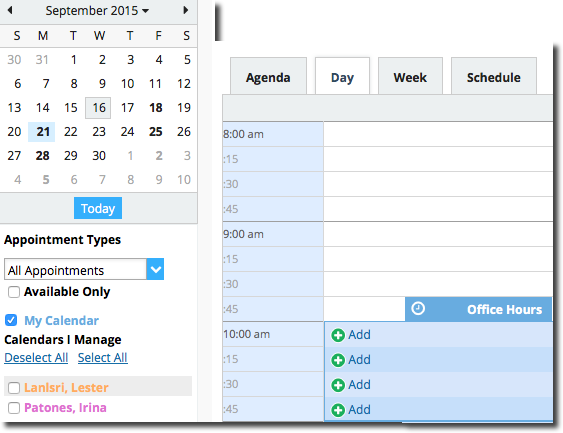 September 2015
S M T W T F S
30 31 1 2 3 4 5
6 7 8 9 10 11 12
13 14 15 16 17 18 19
20 21 22 23 24 25 26
27 28 29 30 1 2 3
4 5 6 7 8 9 10
Today
Appointment Types
All Appointments
Available Only
My Calendar
Calendars I Manage
Deselect All Select All
Lanisri, Lester
Patones, Irina
Agenda Day Week Schedule
8:00 am
:15
:30
:45
9:00 am
:15
:30
:45 Office Hours
10:00 am Add
:15 Add
:30 Add
:45 Add